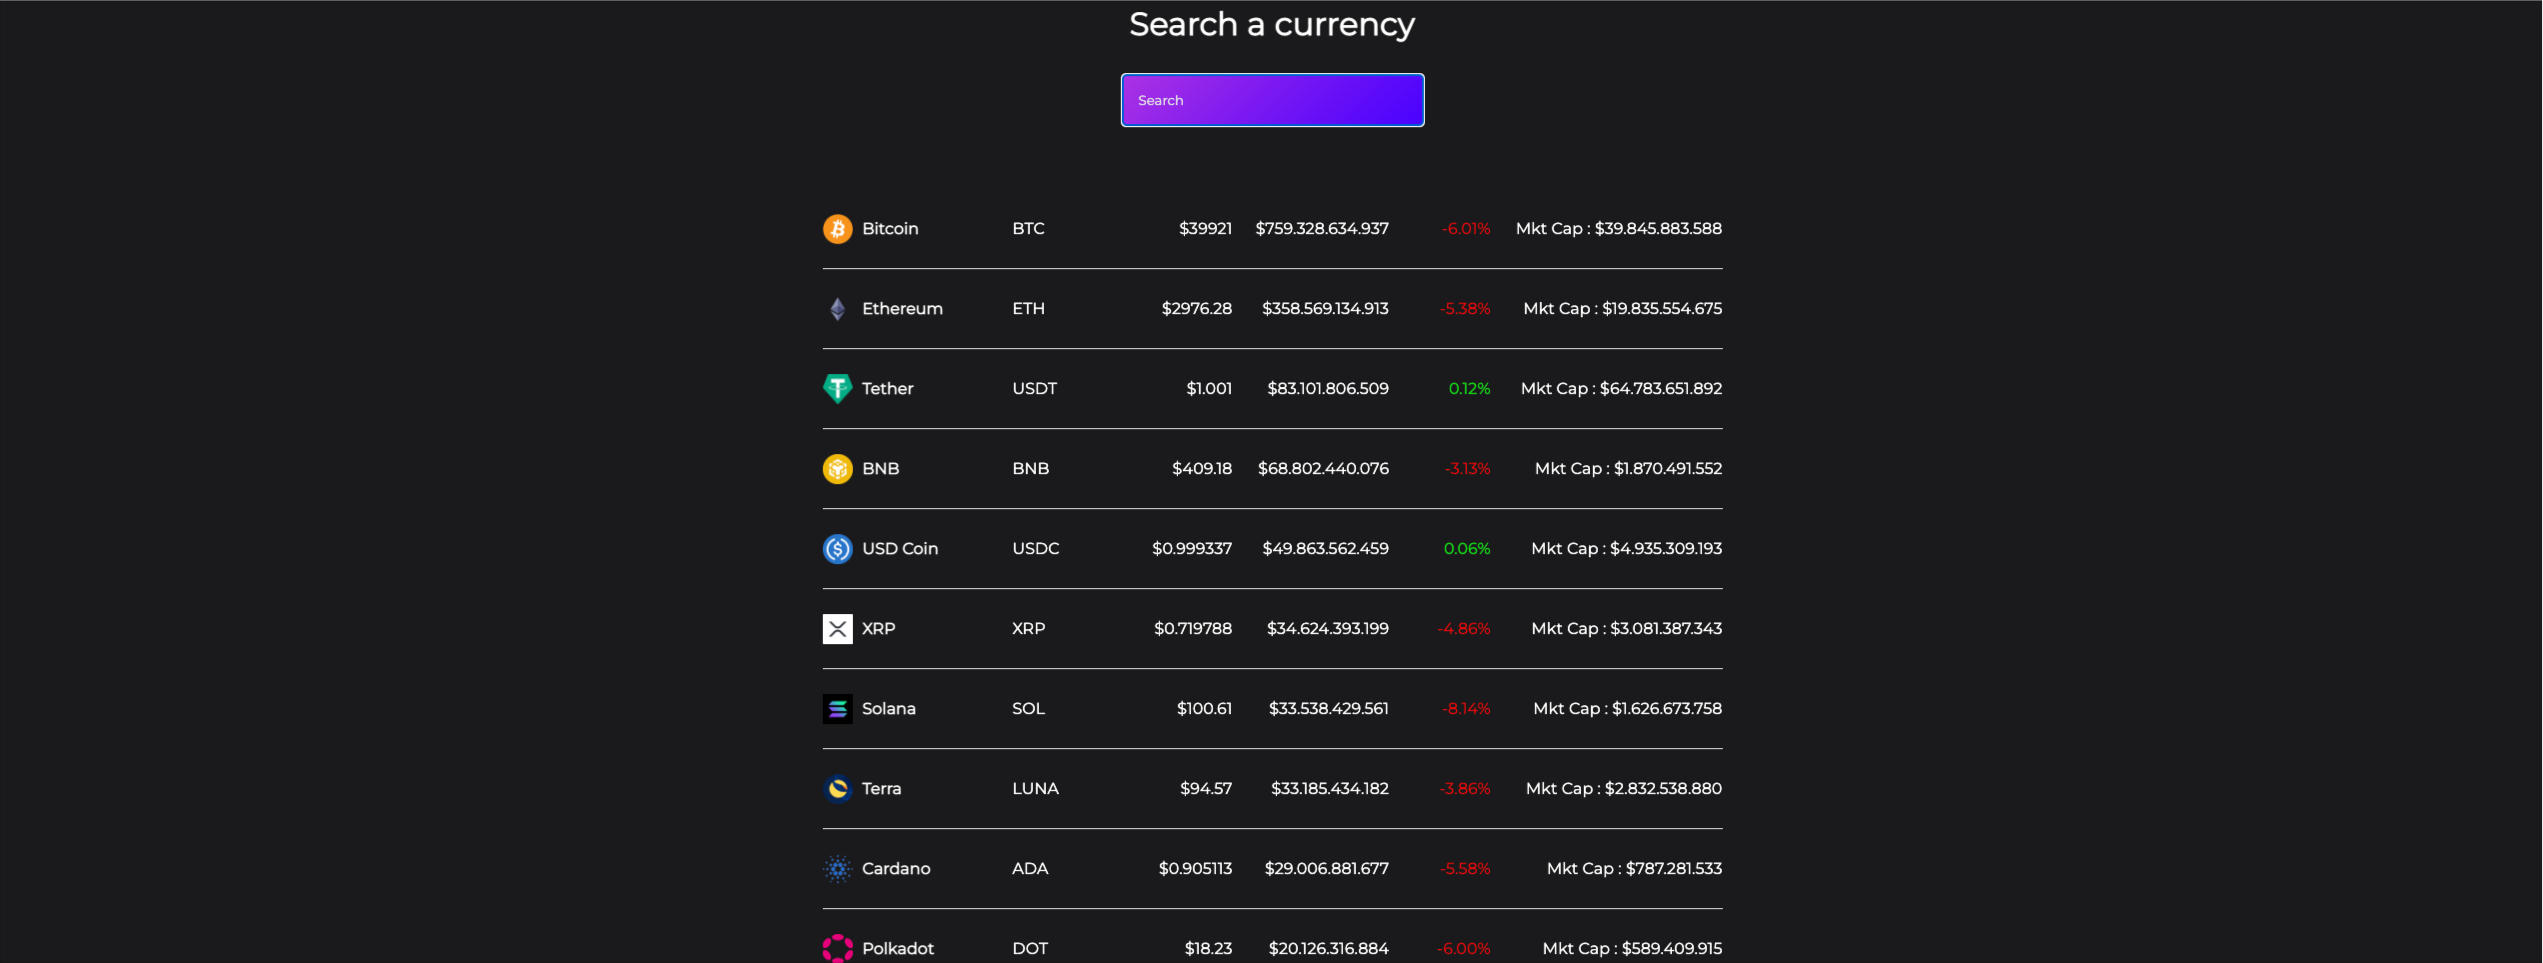 Search a currency
Search
Bitcoin BTC $39921 $759.328.634.937 -6.01% Mkt Cap : $39.845.883.588
Ethereum ETH $2976.28 $358.569.134.913 -5.38% Mkt Cap : $19.835.554.675
Tether USDT $1.001 $83.101.806.509 0.12% Mkt Cap : $64.783.651.892
BNB BNB $409.18 $68.802.440.076 -3.13% Mkt Cap : $1.870.491.552
USD Coin USDC $0.999337 $49.863.562.459 0.06% Mkt Cap : $4.935.309.193
XRP XRP $0.719788 $34.624.393.199 -4.86% Mkt Cap : $3.081.387.343
Solana SOL $100.61 $33.538.429.561 -8.14% Mkt Cap : $1.626.673.758
Terra LUNA $94.57 $33.185.434.182 -3.86% Mkt Cap : $2.832.538.880
Cardano ADA $0.905113 $29.006.881.677 -5.58% Mkt Cap : $787.281.533
Polkadot DOT $18.23 $20.126.316.884 -6.00% Mkt Cap : $589.409.915